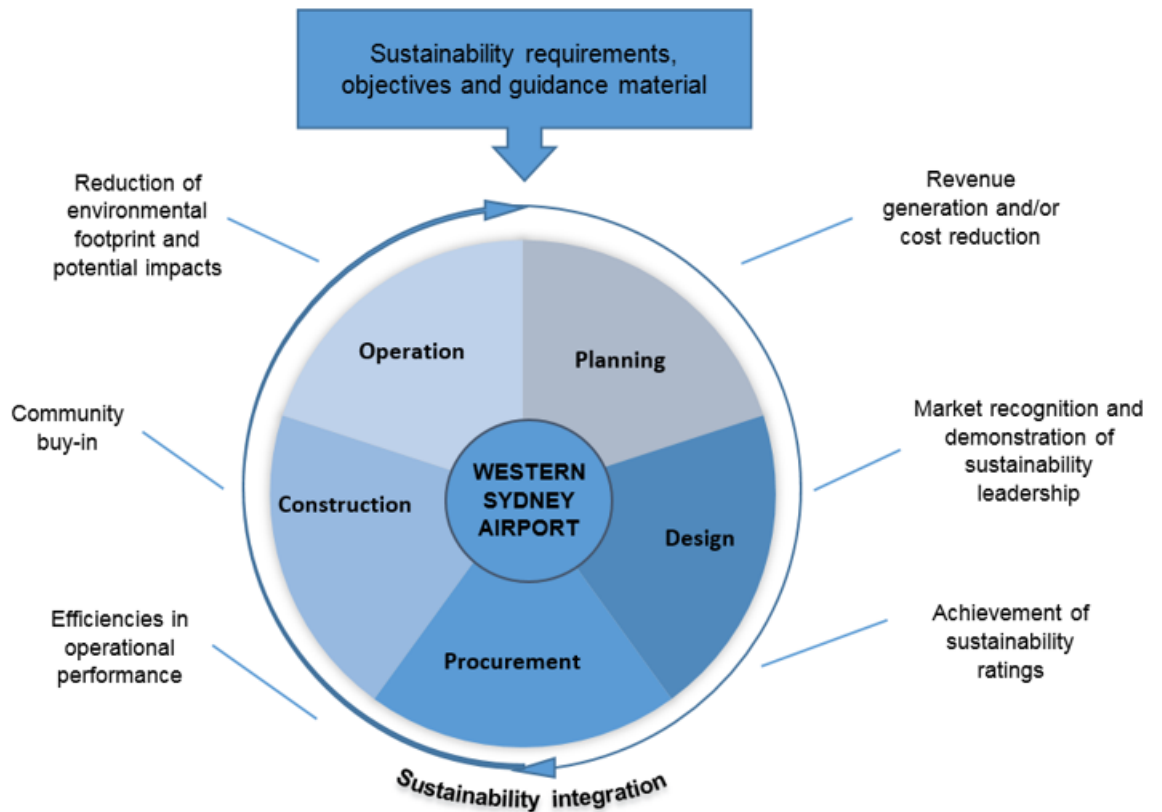 Sustainability requirements,
objectives and guidance material
Reduction of
environmental
footprint and
potential impacts
Revenue
generation and/or
cost reduction
Operation
Planning
Community
buy-in
Market recognition and
demonstration of
sustainability
leadership
WESTERN
SYDNEY
AIRPORT
Construction
Design
Efficiencies in
operational
performance
Achievement of
sustainability
ratings
Procurement
Sustainability integration